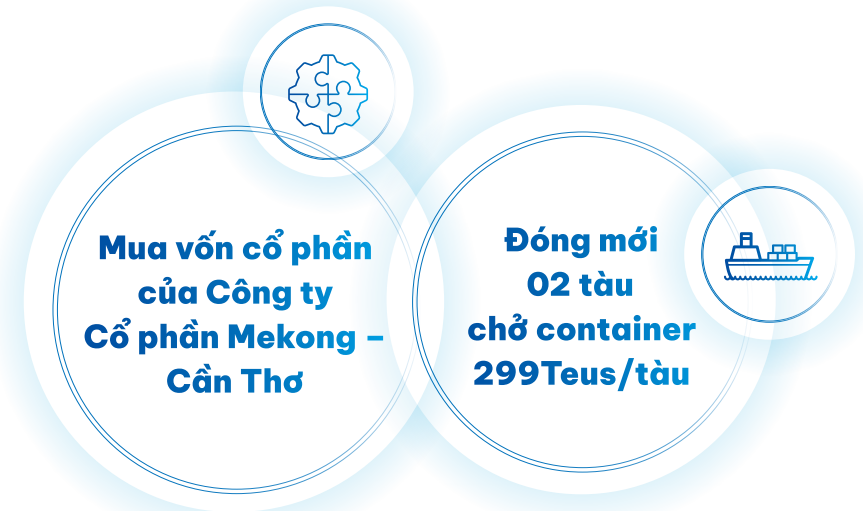 Mua vốn cổ phần
của Công ty
Cổ phần Mekong –
Cần Thơ
Đóng mới
02 tàu
chở container
299Teus/tàu